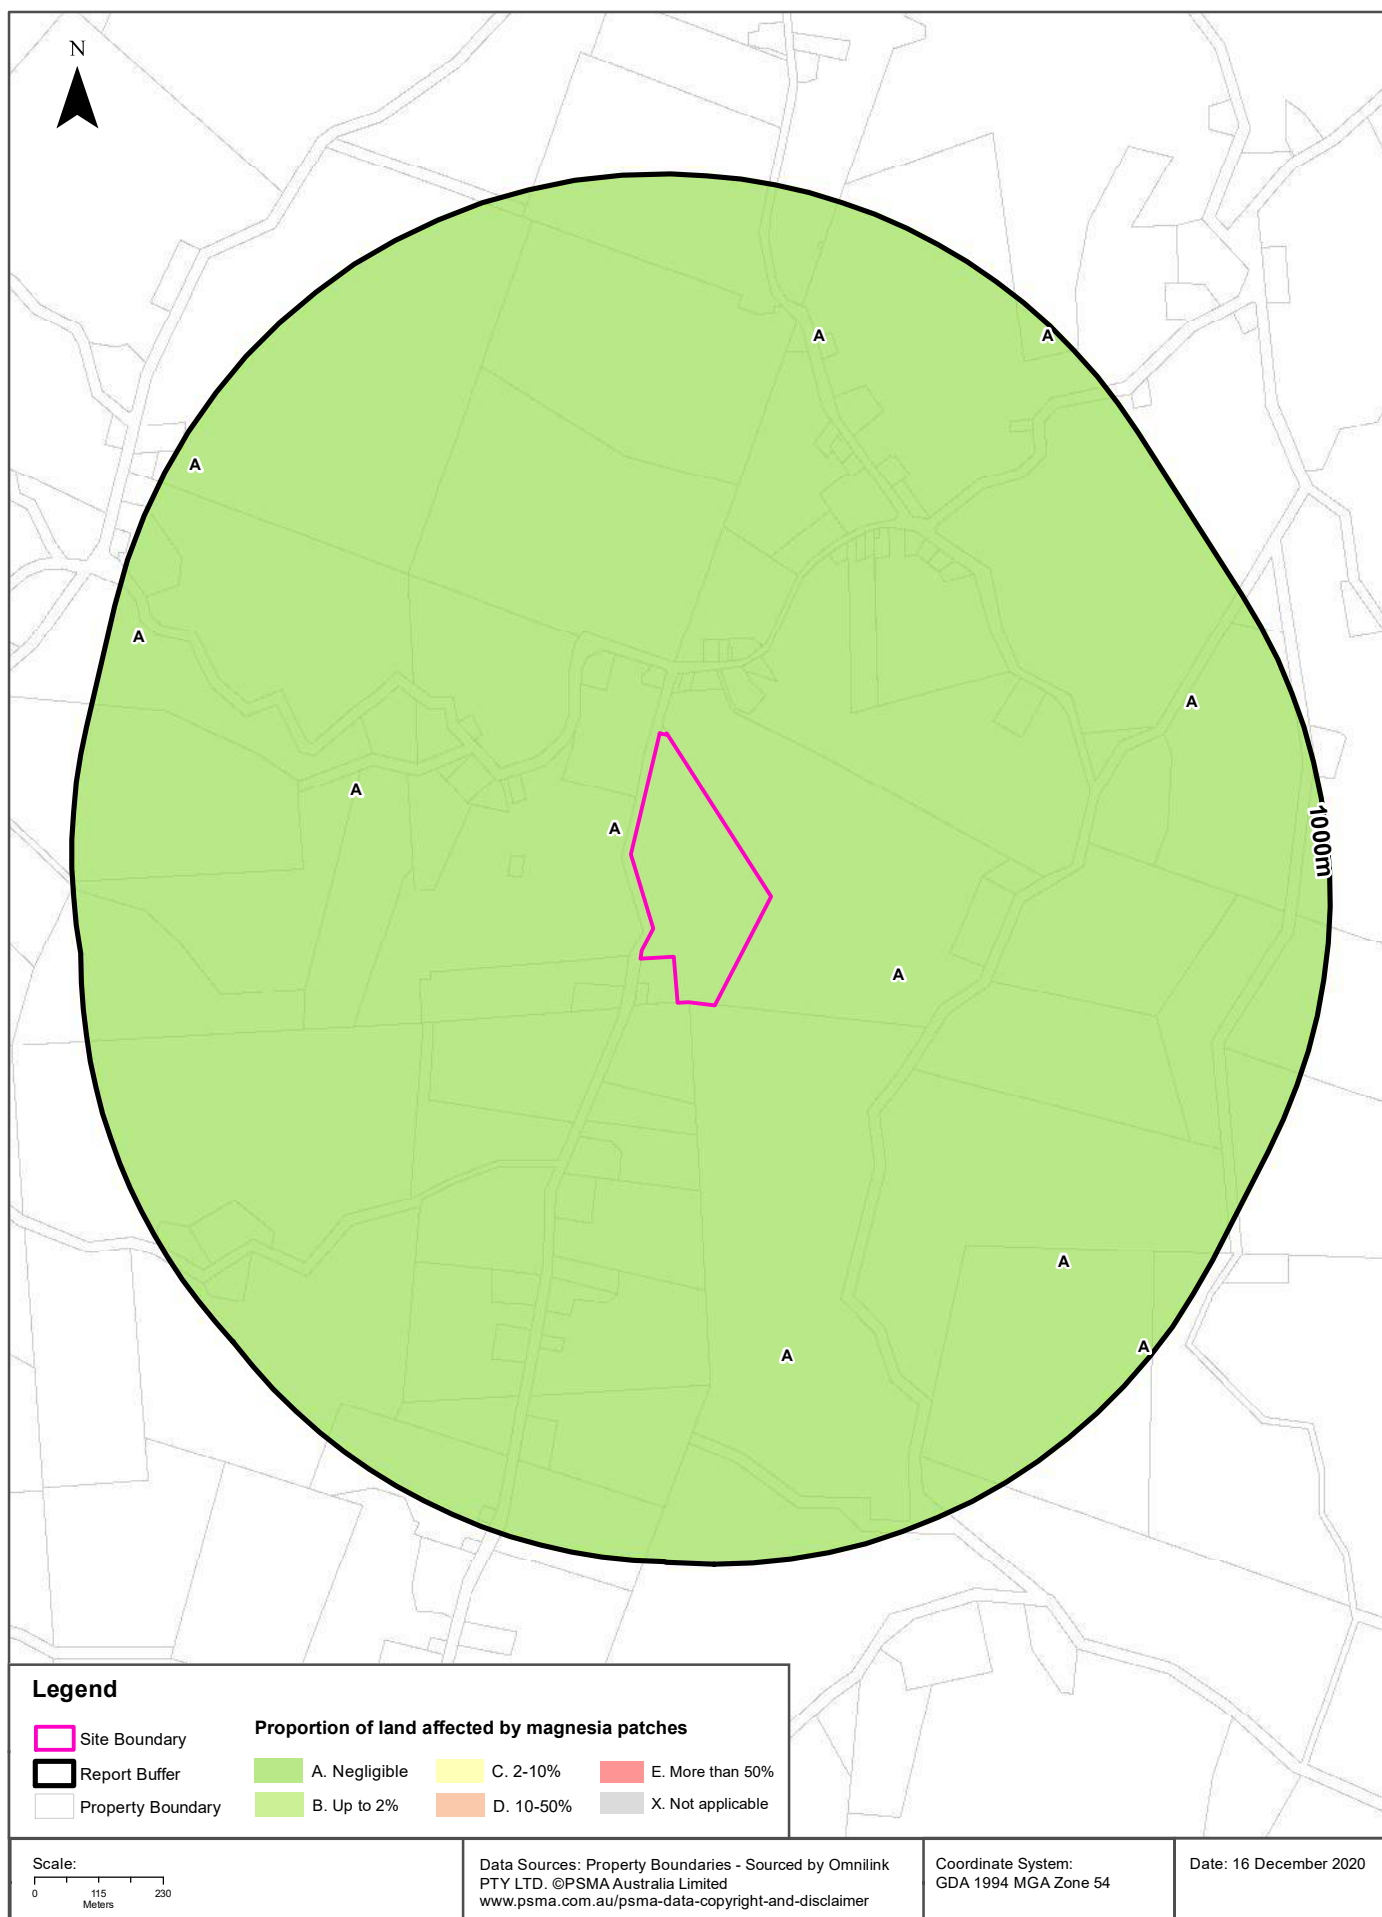 N
A
A
A
A
A
A
A
1000m
A
A
A
A
Legend
Site Boundary
Report Buffer
Property Boundary
Proportion of land affected by magnesia patches
A. Negligible
B. Up to 2%
C. 2-10%
D. 10-50%
E. More than 50%
X. Not applicable
Scale:
0 115 230
Meters
Data Sources: Property Boundaries - Sourced by Omnilink
PTY LTD. ©PSMA Australia Limited
www.psma.com.au/psma-data-copyright-and-disclaimer
Coordinate System:
GDA 1994 MGA Zone 54
Date: 16 December 2020